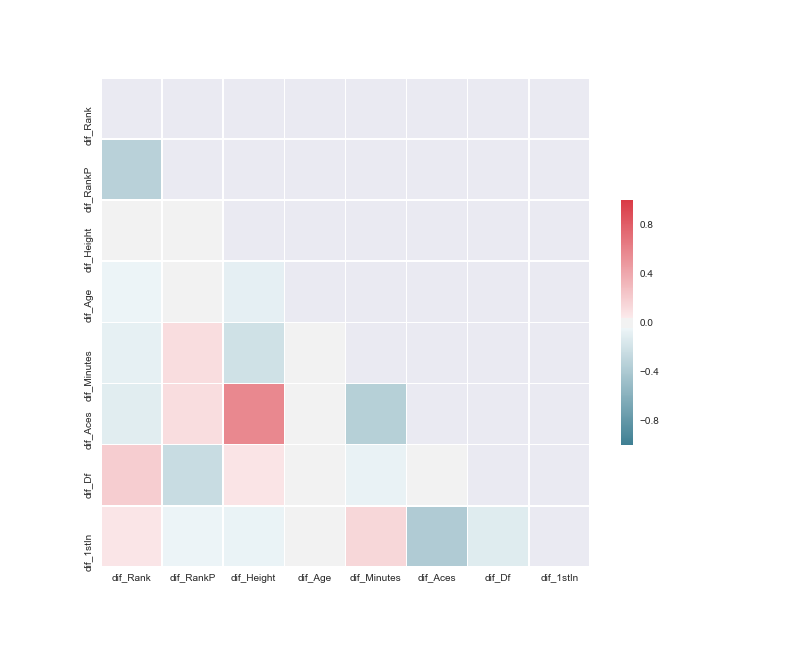 dif_Rank
dif_RankP
dif_Height
dif_Age
dif_Minutes
dif_Aces
dif_Df
dif_1stIn
dif_Rank dif_RankP dif_Height dif_Age dif_Minutes dif_Aces dif_Df dif_1stIn
0.8
0.4
0.0
−0.4
−0.8